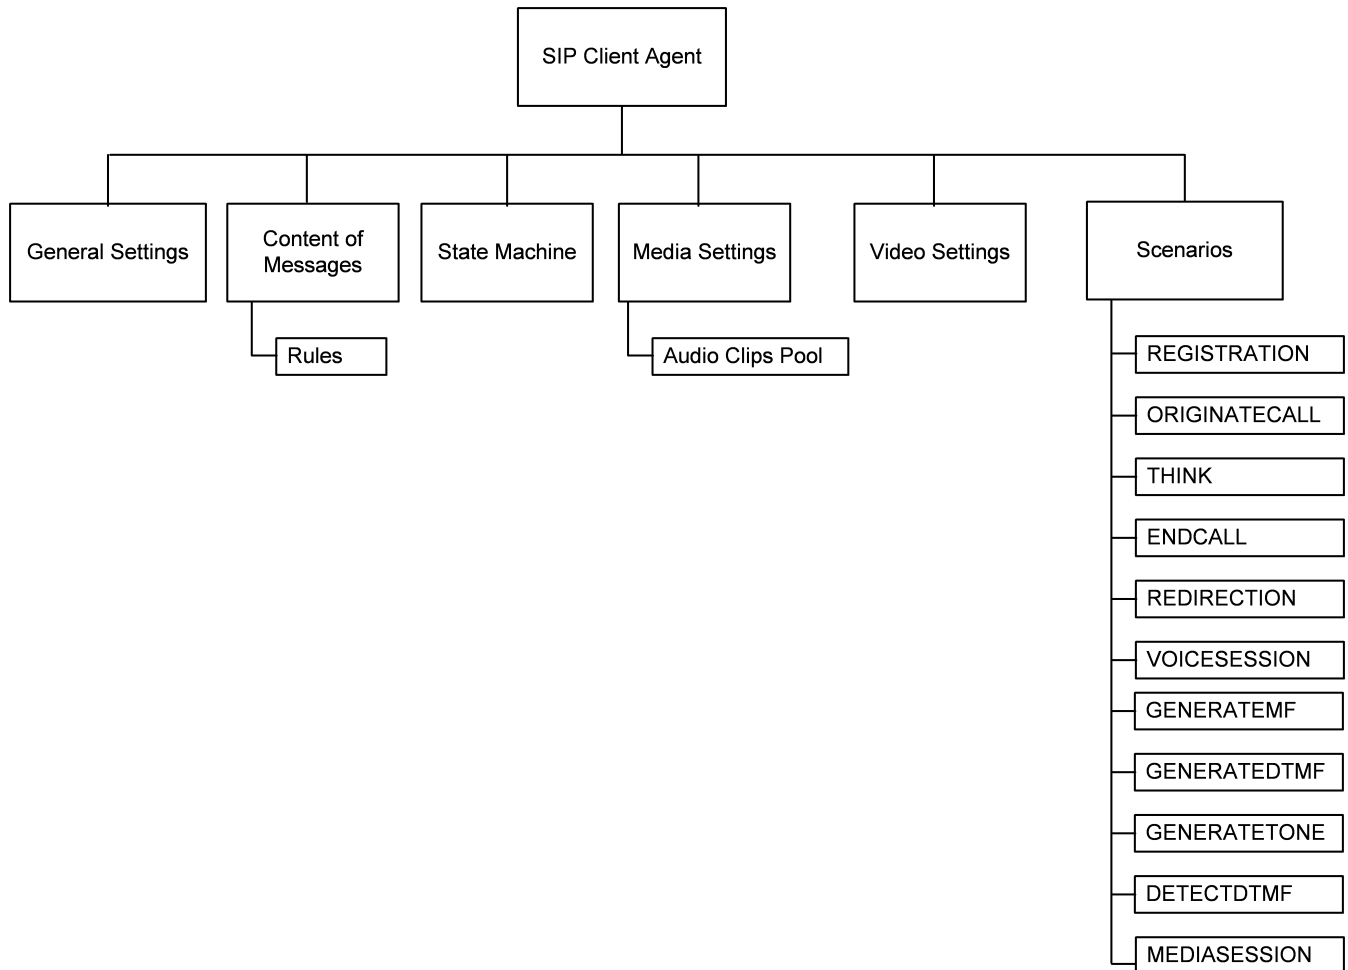 SIP Client Agent
General Settings
Content of
Messages
State Machine
Media Settings
Video Settings
Scenarios
Rules
Audio Clips Pool
REGISTRATION
ORIGINATECALL
THINK
ENDCALL
REDIRECTION
VOICESESSION
GENERATEMF
GENERATEDTMF
GENERATETONE
DETECTDTMF
MEDIASESSION